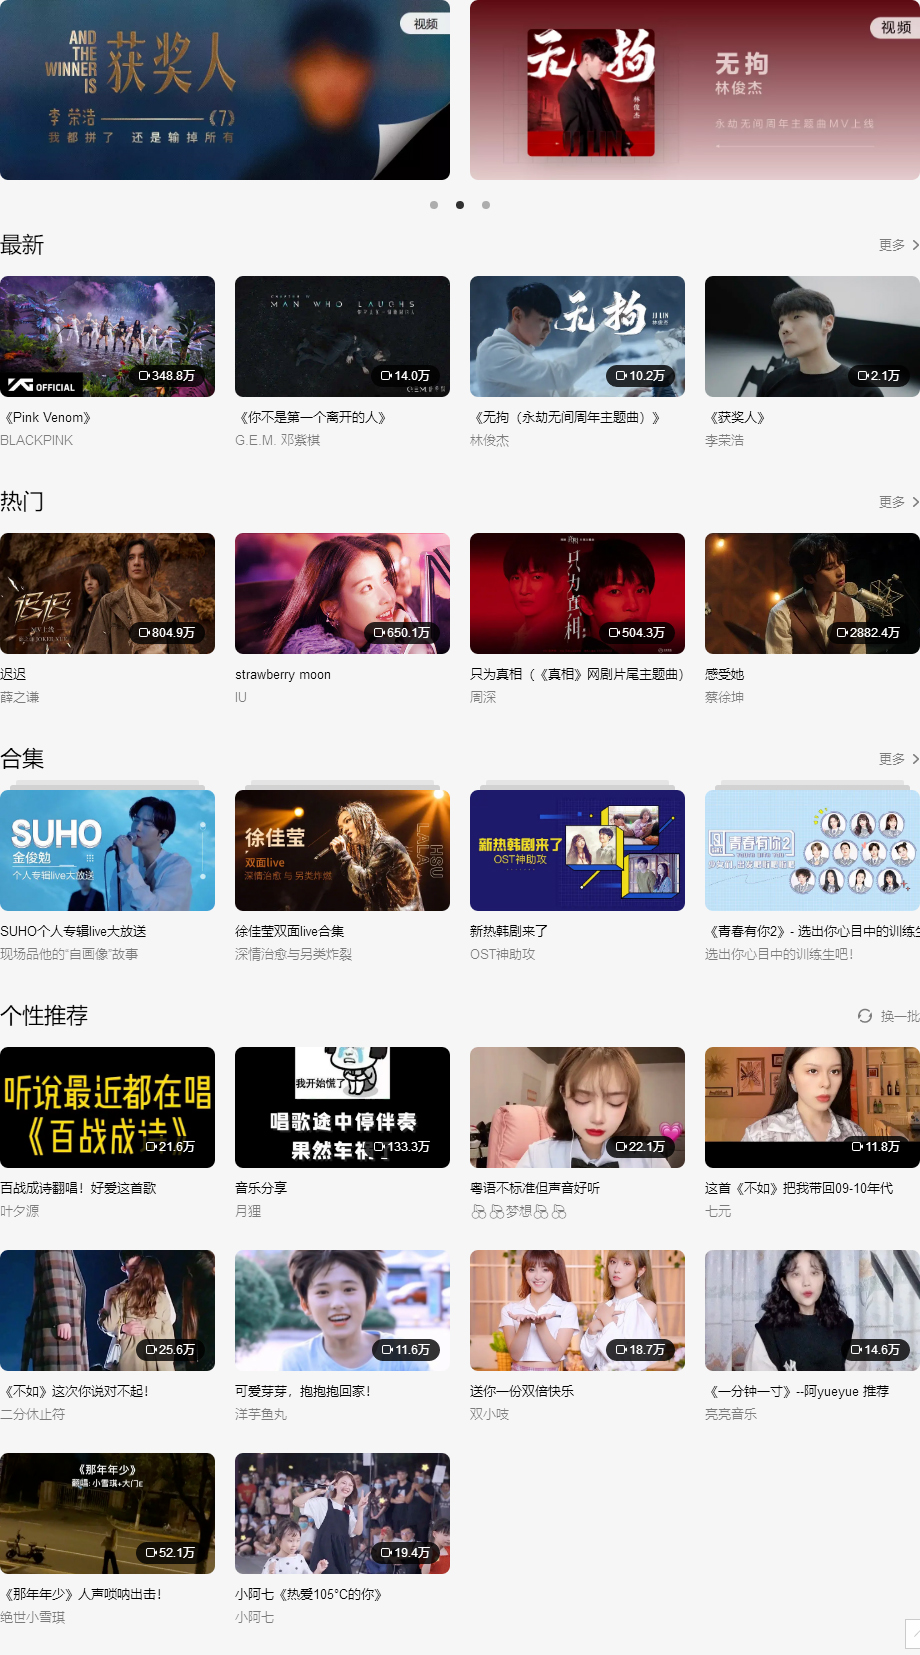 AND
THE
WINNER
IS
获奖人
李荣浩
《7》
我都拼了 还是输掉所有
视频
无拘
林俊杰
无拘
林俊杰
永劫无间周年主题曲MV上线
视频
最新
更多
YG OFFICIAL
348.8万
MAN WHO LAUGHS
14.0万
无拘
JJ LIN
林俊杰
10.2万
2.1万
《Pink Venom》
BLACKPINK
《你不是第一个离开的人》
G.E.M. 邓紫棋
《无拘（永劫无间周年主题曲）》
林俊杰
《获奖人》
李荣浩
热门
更多
迟迟
804.9万
650.1万
只为真相
504.3万
2882.4万
迟迟
薛之谦
strawberry moon
IU
只为真相（《真相》网剧片尾主题曲）
周深
感受她
蔡徐坤
合集
更多
SUHO
金俊勉
个人专辑live大放送
徐佳莹
双面live
深情治愈 与 另类炸燃
HSU
LALA
新热韩剧来了
OST神助攻
青春有你2
SUHO个人专辑live大放送
现场品他的“自画像”故事
徐佳莹双面live合集
深情治愈与另类炸裂
新热韩剧来了
OST神助攻
《青春有你2》- 选出你心目中的训练生
选出你心目中的训练生吧！
个性推荐
换一批
听说最近都在唱
《百战成诗》
21.6万
我开始慌了
唱歌途中停伴奏
果然车祸
133.3万
22.1万
11.8万
百战成诗翻唱！好爱这首歌
叶夕源
音乐分享
月狸
粤语不标准但声音好听
梦想
这首《不如》把我带回09-10年代
七元
25.6万
11.6万
18.7万
14.6万
《不如》这次你说对不起！
二分休止符
可爱芽芽，抱抱抱回家！
洋芋鱼丸
送你一份双倍快乐
双小吱
《一分钟一寸》--阿yueyue 推荐
亮亮音乐
《那年年少》
翻唱：小雪琪+大门E
52.1万
19.4万
《那年年少》人声唢呐出击！
绝世小雪琪
小阿七《热爱105°C的你》
小阿七